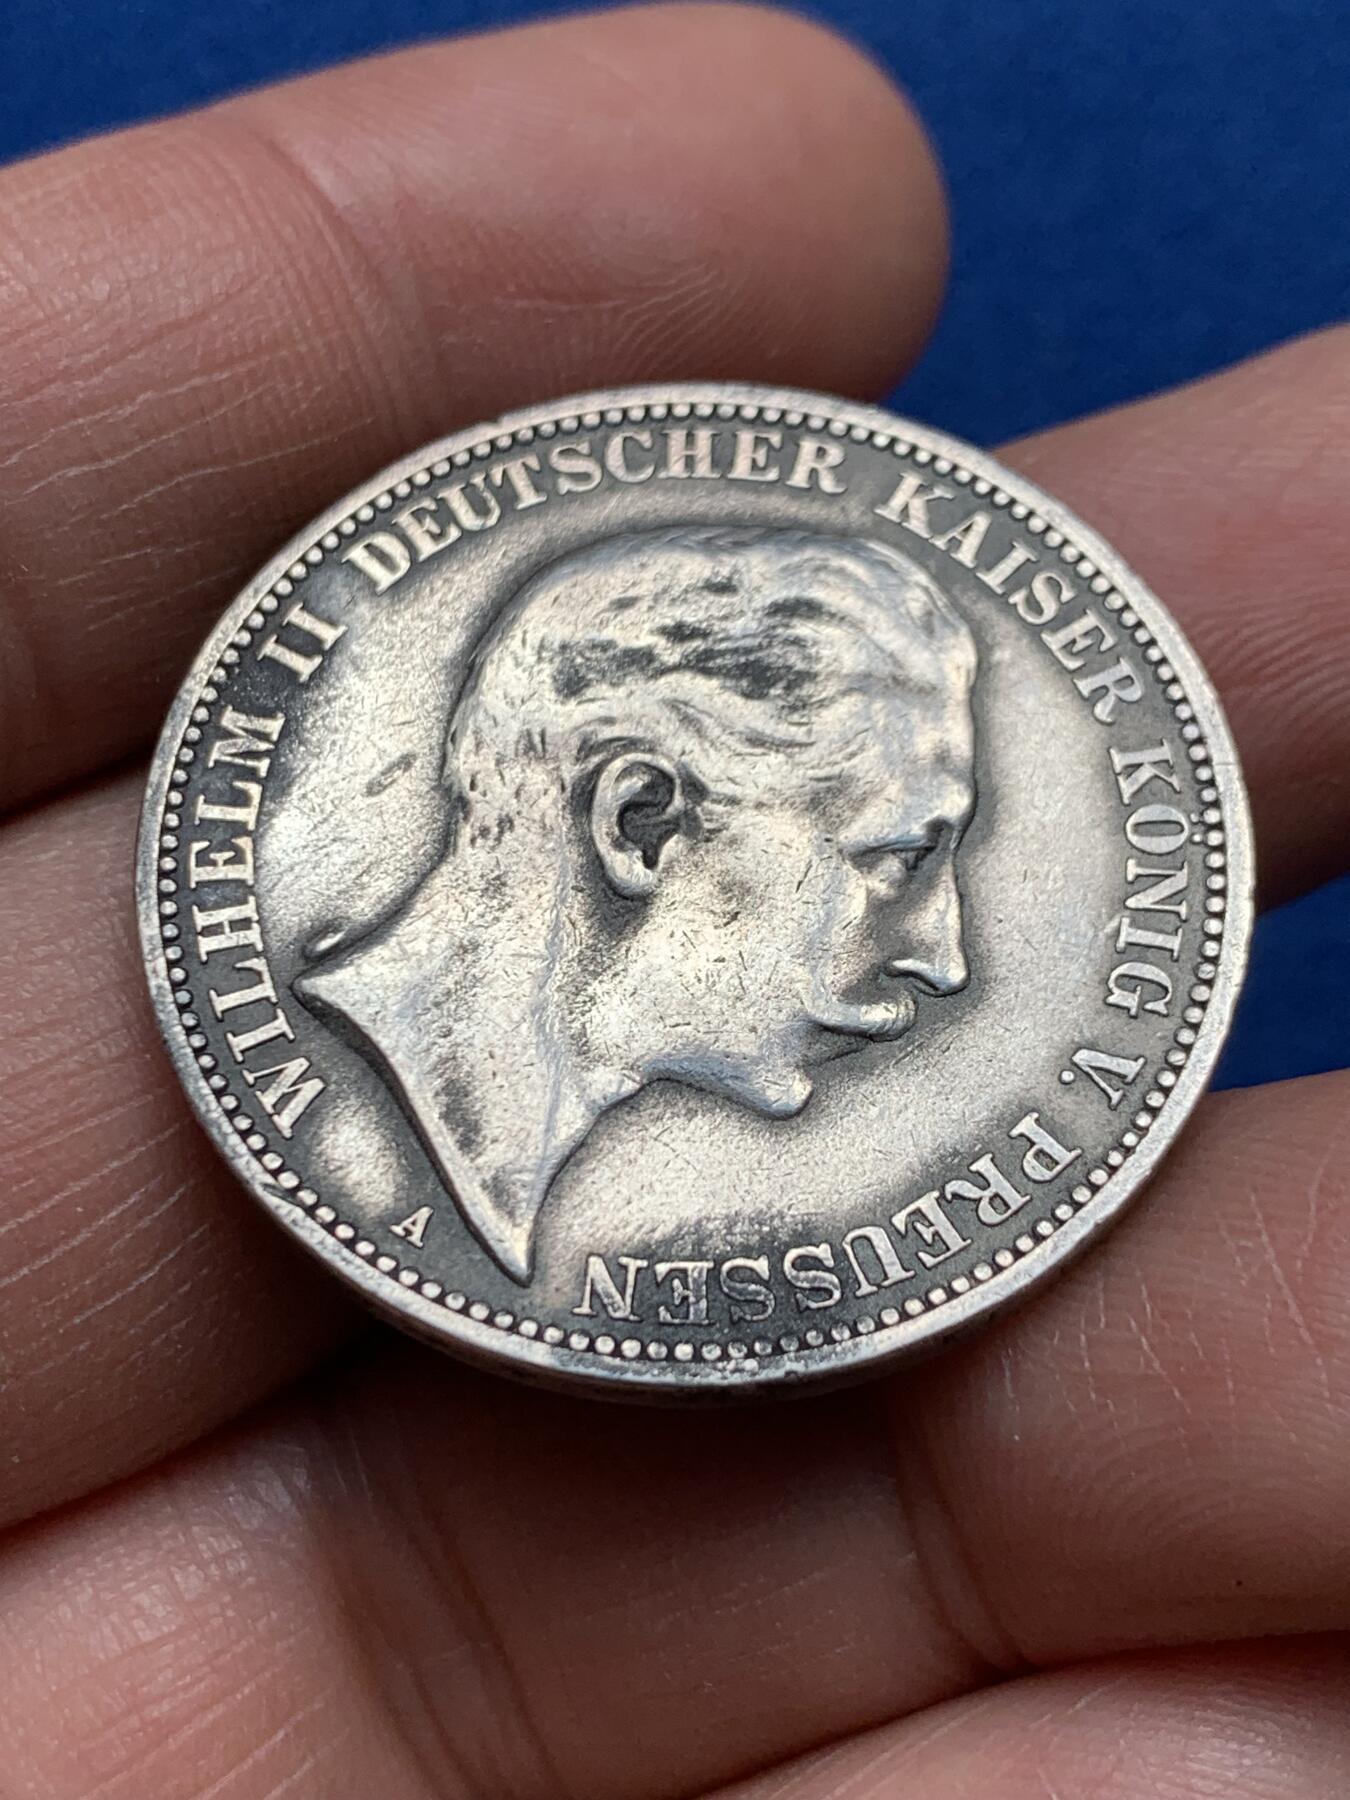 WILHELM II DEUTSCHER KAISER KÖNIG V. PREUSSEN
A